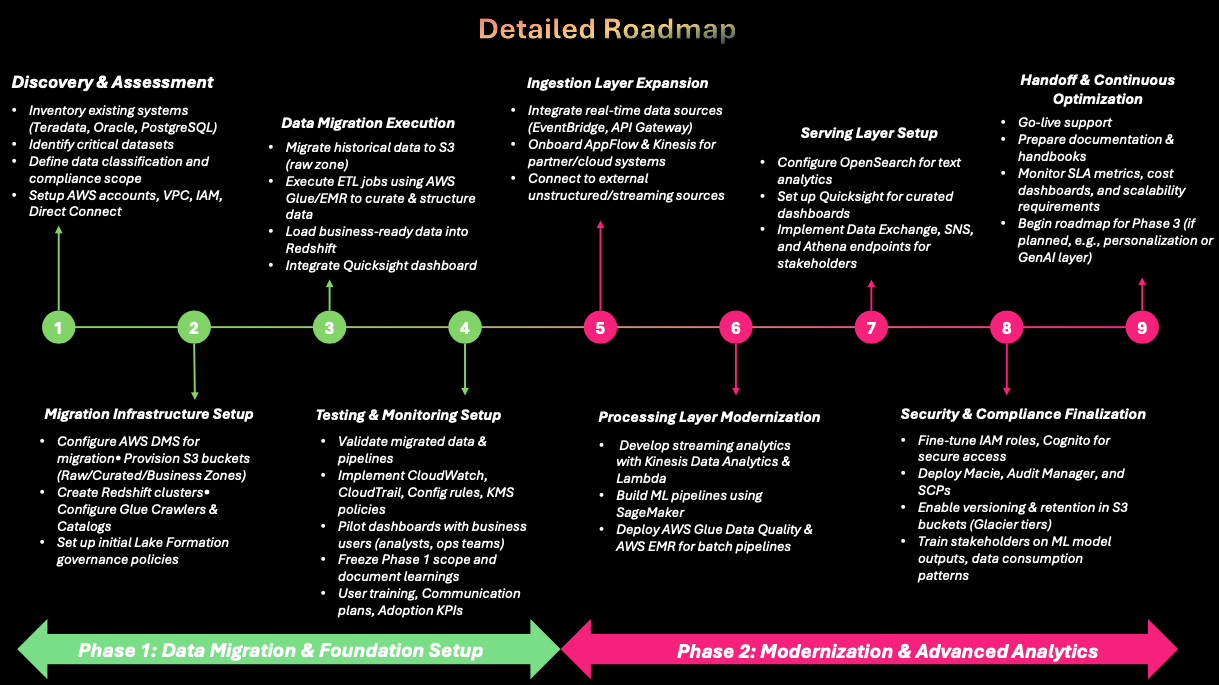 Detailed Roadmap
Discovery & Assessment
• Inventory existing systems
(Teradata, Oracle, PostgreSQL)
• Identify critical datasets
• Define data classification and
compliance scope
• Setup AWS accounts, VPC, IAM,
Direct Connect
Data Migration Execution
• Migrate historical data to S3
(raw zone)
• Execute ETL jobs using AWS
Glue/EMR to curate & structure
data
• Load business-ready data into
Redshift
• Integrate Quicksight dashboard
Ingestion Layer Expansion
• Integrate real-time data sources
(EventBridge, API Gateway)
• Onboard AppFlow & Kinesis for
partner/cloud systems
• Connect to external
unstructured/streaming sources
Serving Layer Setup
• Configure OpenSearch for text
analytics
• Set up Quicksight for curated
dashboards
• Implement Data Exchange, SNS,
and Athena endpoints for
stakeholders
Handoff & Continuous
Optimization
• Go-live support
• Prepare documentation &
handbooks
• Monitor SLA metrics, cost
dashboards, and scalability
requirements
• Begin roadmap for Phase 3 (if
planned, e.g., personalization or
GenAI layer)
1
2
3
4
5
6
7
8
9
Migration Infrastructure Setup
• Configure AWS DMS for
migration• Provision S3 buckets
(Raw/Curated/Business Zones)
• Create Redshift clusters•
Configure Glue Crawlers &
Catalogs
• Set up initial Lake Formation
governance policies
Testing & Monitoring Setup
• Validate migrated data &
pipelines
• Implement CloudWatch,
CloudTrail, Config rules, KMS
policies
• Pilot dashboards with business
users (analysts, ops teams)
• Freeze Phase 1 scope and
document learnings
• User training, Communication
plans, Adoption KPIs
Processing Layer Modernization
• Develop streaming analytics
with Kinesis Data Analytics &
Lambda
• Build ML pipelines using
SageMaker
• Deploy AWS Glue Data Quality &
AWS EMR for batch pipelines
Security & Compliance Finalization
• Fine-tune IAM roles, Cognito for
secure access
• Deploy Macie, Audit Manager, and
SCPs
• Enable versioning & retention in S3
buckets (Glacier tiers)
• Train stakeholders on ML model
outputs, data consumption
patterns
Phase 1: Data Migration & Foundation Setup
Phase 2: Modernization & Advanced Analytics